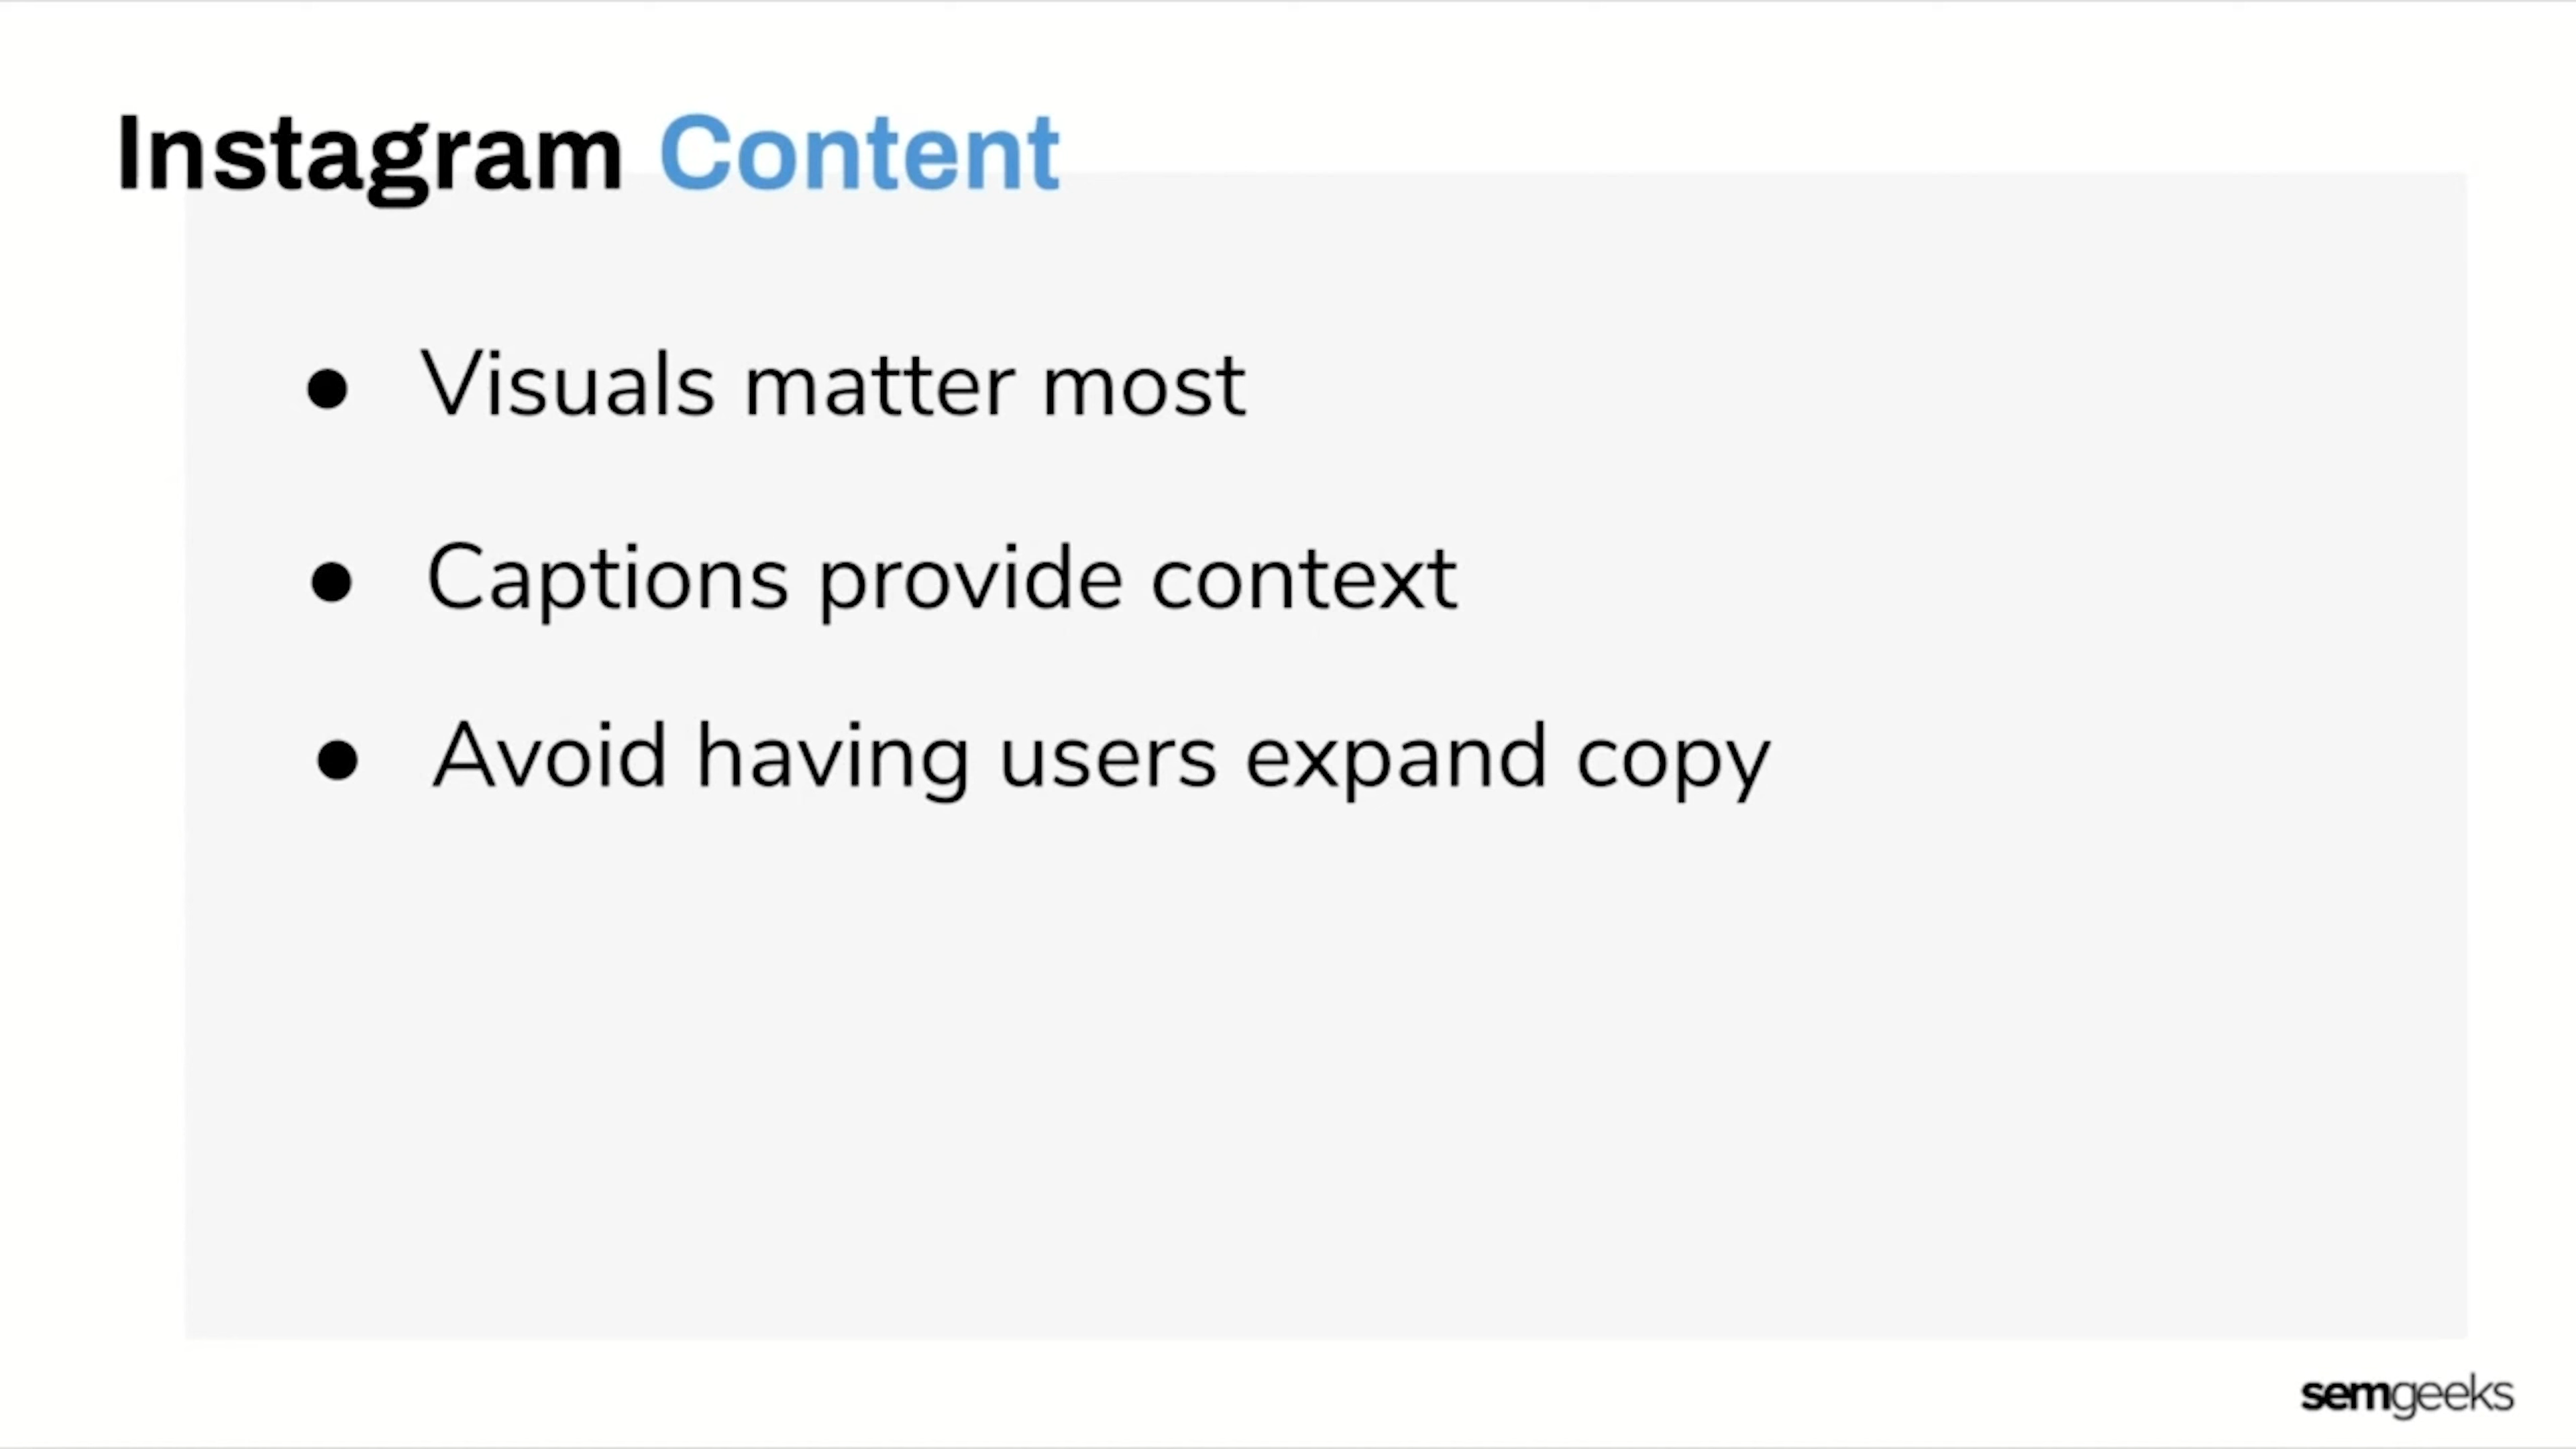 Instagram Content
● Visuals matter most
● Captions provide context
● Avoid having users expand copy
semgeeks